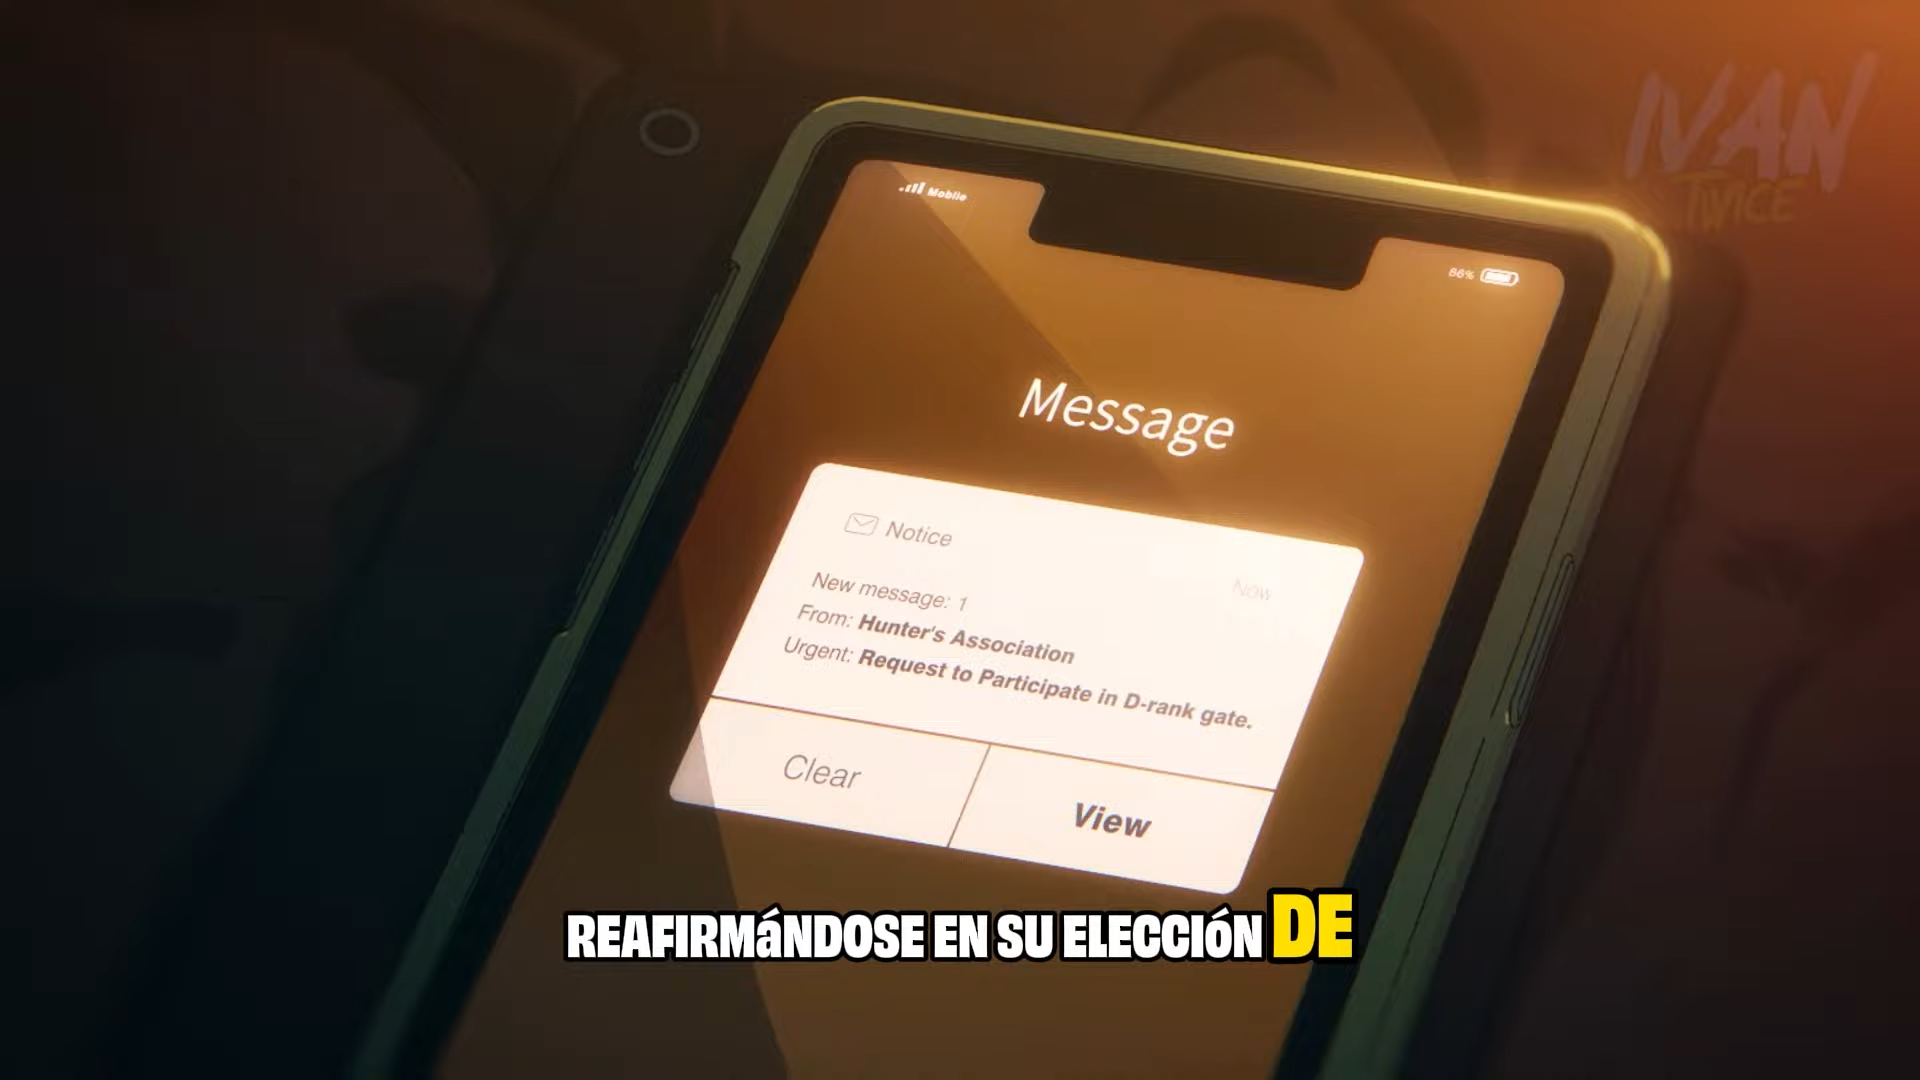 IVAN
TWICE
Mobile
86%
Message
Notice
Now
New message: 1
From: Hunter's Association
Urgent: Request to Participate in D-rank gate.
Clear
View
REAFIRMáNDOSE EN SU ELECCIóN DE